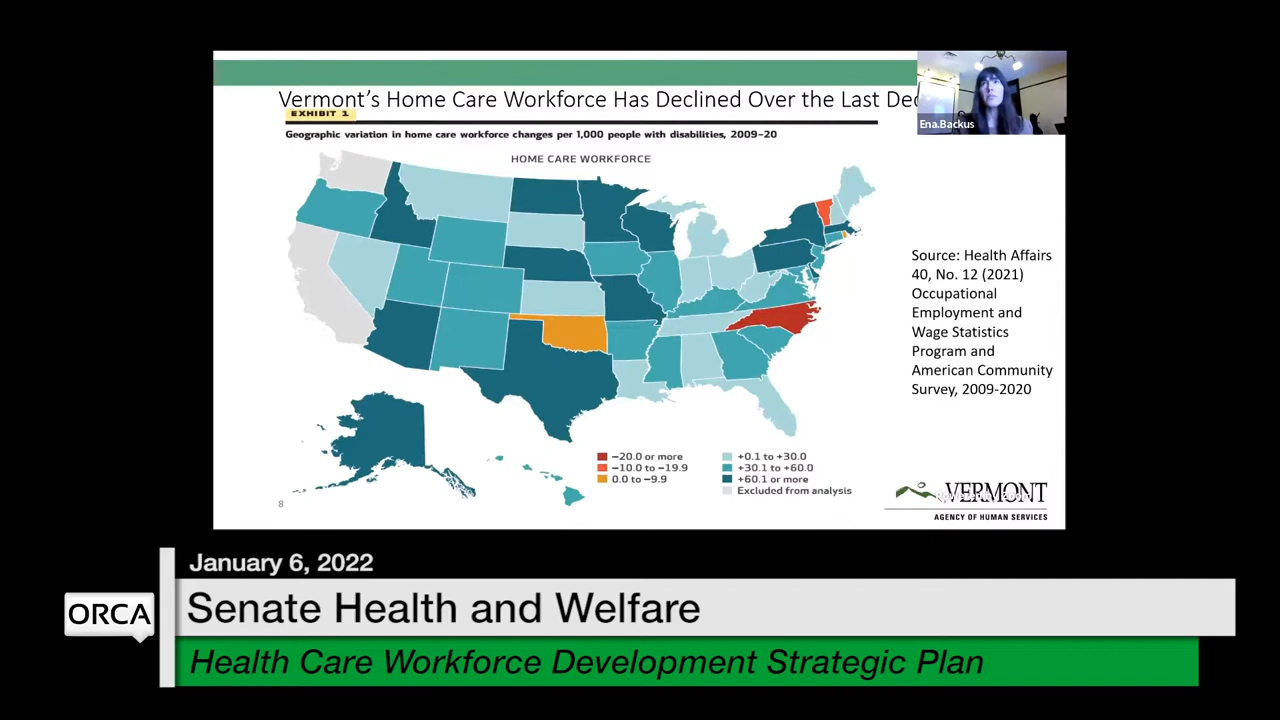 Vermont's Home Care Workforce Has Declined Over the Last Dec
EXHIBIT 1
Geographic variation in home care workforce changes per 1,000 people with disabilities, 2009–20
HOME CARE WORKFORCE
Ena.Backus
Source: Health Affairs
40, No. 12 (2021)
Occupational
Employment and
Wage Statistics
Program and
American Community
Survey, 2009-2020
−20.0 or more
−10.0 to −19.9
0.0 to −9.9
+0.1 to +30.0
+30.1 to +60.0
+60.1 or more
Excluded from analysis
8
VERMONT
AGENCY OF HUMAN SERVICES
January 6, 2022
ORCA
Senate Health and Welfare
Health Care Workforce Development Strategic Plan